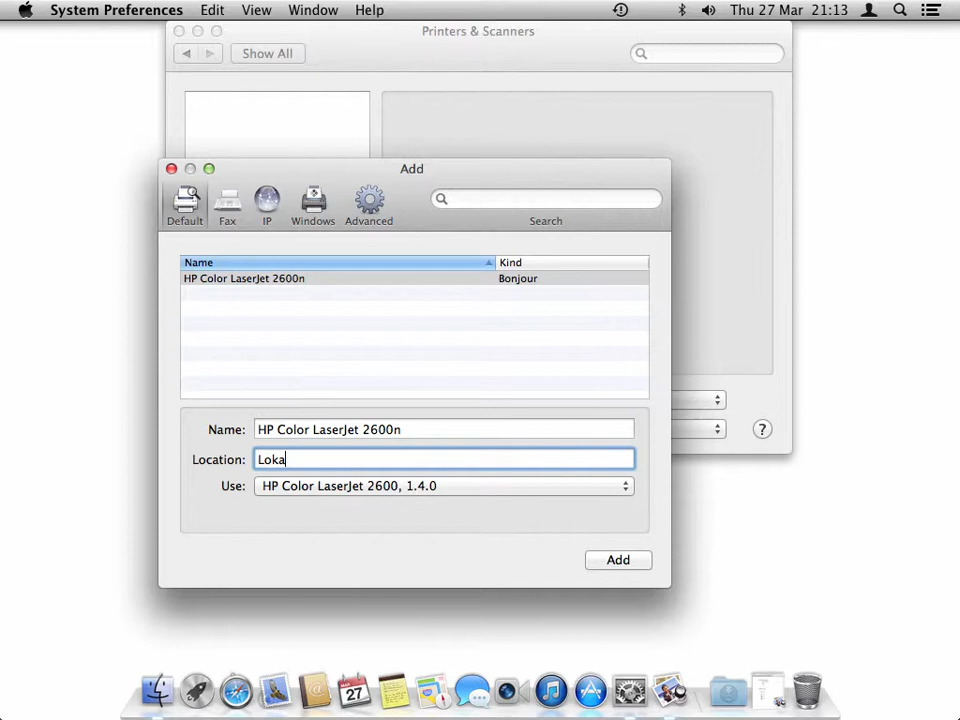 System Preferences Edit View Window Help Thu 27 Mar 21:13
Printers & Scanners
Show All
Add
Default Fax IP Windows Advanced Search
Name Kind
HP Color LaserJet 2600n Bonjour
Name: HP Color LaserJet 2600n
Location: Loka
?
Use: HP Color LaserJet 2600, 1.4.0
Add
27